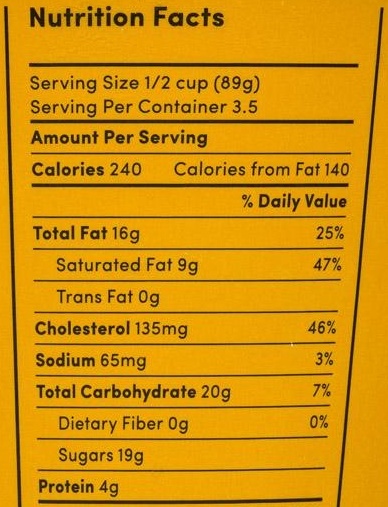 Nutrition Facts
Serving Size 1/2 cup (89g)
Serving Per Container 3.5
Amount Per Serving
Calories 240 Calories from Fat 140
% Daily Value
Total Fat 16g 25%
Saturated Fat 9g 47%
Trans Fat 0g
Cholesterol 135mg 46%
Sodium 65mg 3%
Total Carbohydrate 20g 7%
Dietary Fiber 0g 0%
Sugars 19g
Protein 4g